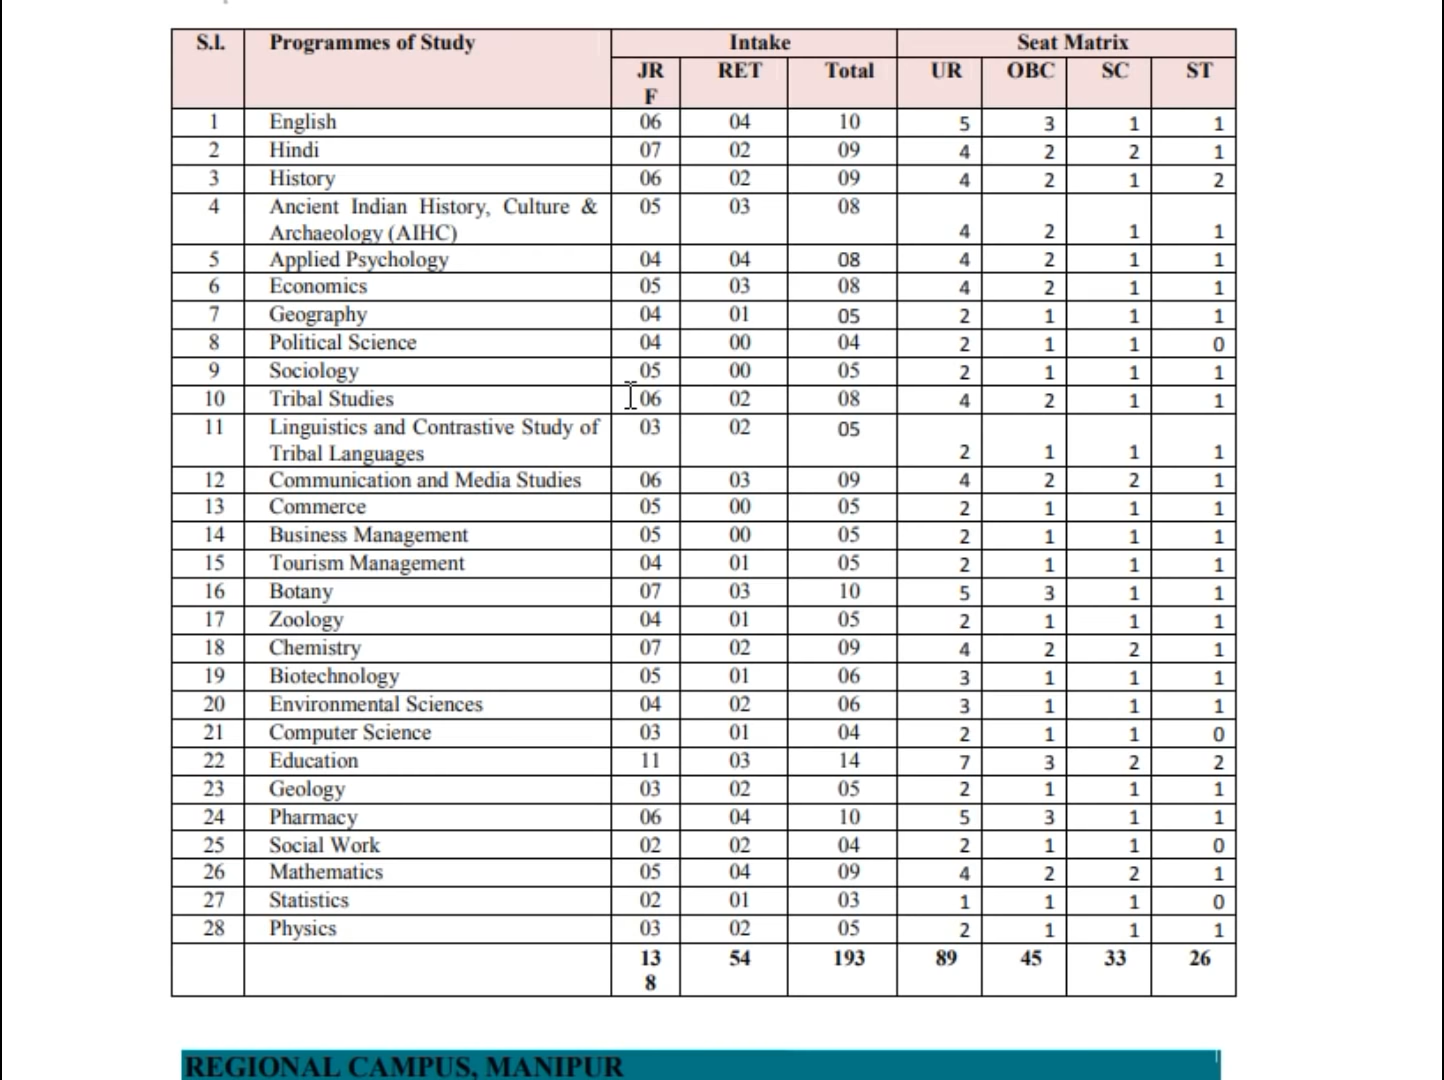 S.l. Programmes of Study Intake Seat Matrix
JR RET Total UR OBC SC ST
F
1 English 06 04 10 5 3 1 1
2 Hindi 07 02 09 4 2 2 1
3 History 06 02 09 4 2 1 2
4 Ancient Indian History, Culture & 05 03 08
Archaeology (AIHC) 4 2 1 1
5 Applied Psychology 04 04 08 4 2 1 1
6 Economics 05 03 08 4 2 1 1
7 Geography 04 01 05 2 1 1 1
8 Political Science 04 00 04 2 1 1 0
9 Sociology 05 00 05 2 1 1 1
10 Tribal Studies 06 02 08 4 2 1 1
11 Linguistics and Contrastive Study of 03 02 05
Tribal Languages 2 1 1 1
12 Communication and Media Studies 06 03 09 4 2 2 1
13 Commerce 05 00 05 2 1 1 1
14 Business Management 05 00 05 2 1 1 1
15 Tourism Management 04 01 05 2 1 1 1
16 Botany 07 03 10 5 3 1 1
17 Zoology 04 01 05 2 1 1 1
18 Chemistry 07 02 09 4 2 2 1
19 Biotechnology 05 01 06 3 1 1 1
20 Environmental Sciences 04 02 06 3 1 1 1
21 Computer Science 03 01 04 2 1 1 0
22 Education 11 03 14 7 3 2 2
23 Geology 03 02 05 2 1 1 1
24 Pharmacy 06 04 10 5 3 1 1
25 Social Work 02 02 04 2 1 1 0
26 Mathematics 05 04 09 4 2 2 1
27 Statistics 02 01 03 1 1 1 0
28 Physics 03 02 05 2 1 1 1
13 54 193 89 45 33 26
8
REGIONAL CAMPUS, MANIPUR